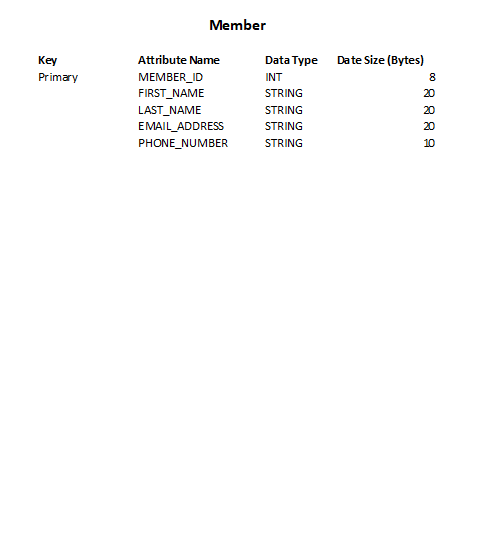 Member
Key Attribute Name Data Type Date Size (Bytes)
Primary MEMBER_ID INT 8
FIRST_NAME STRING 20
LAST_NAME STRING 20
EMAIL_ADDRESS STRING 20
PHONE_NUMBER STRING 10